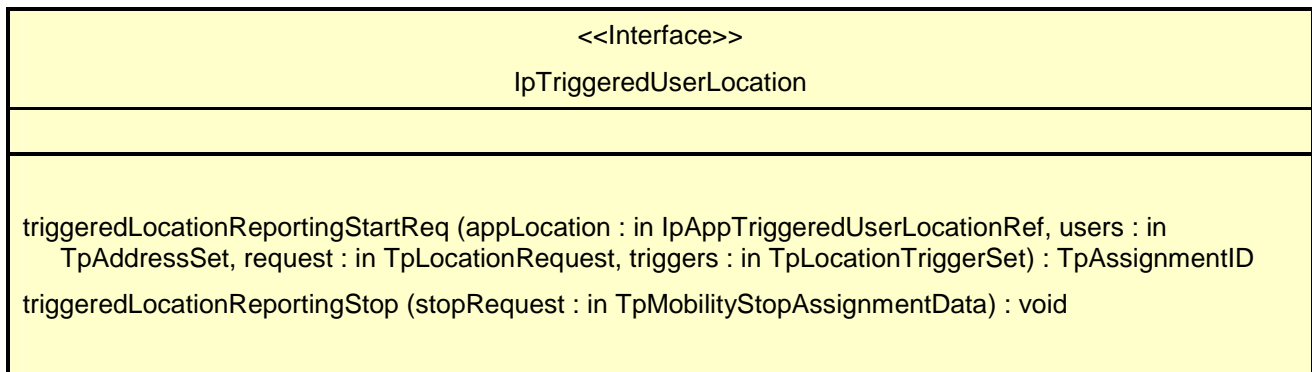 <<Interface>>
IpTriggeredUserLocation
triggeredLocationReportingStartReq (appLocation : in IpAppTriggeredUserLocationRef, users : in
TpAddressSet, request : in TpLocationRequest, triggers : in TpLocationTriggerSet) : TpAssignmentID
triggeredLocationReportingStop (stopRequest : in TpMobilityStopAssignmentData) : void